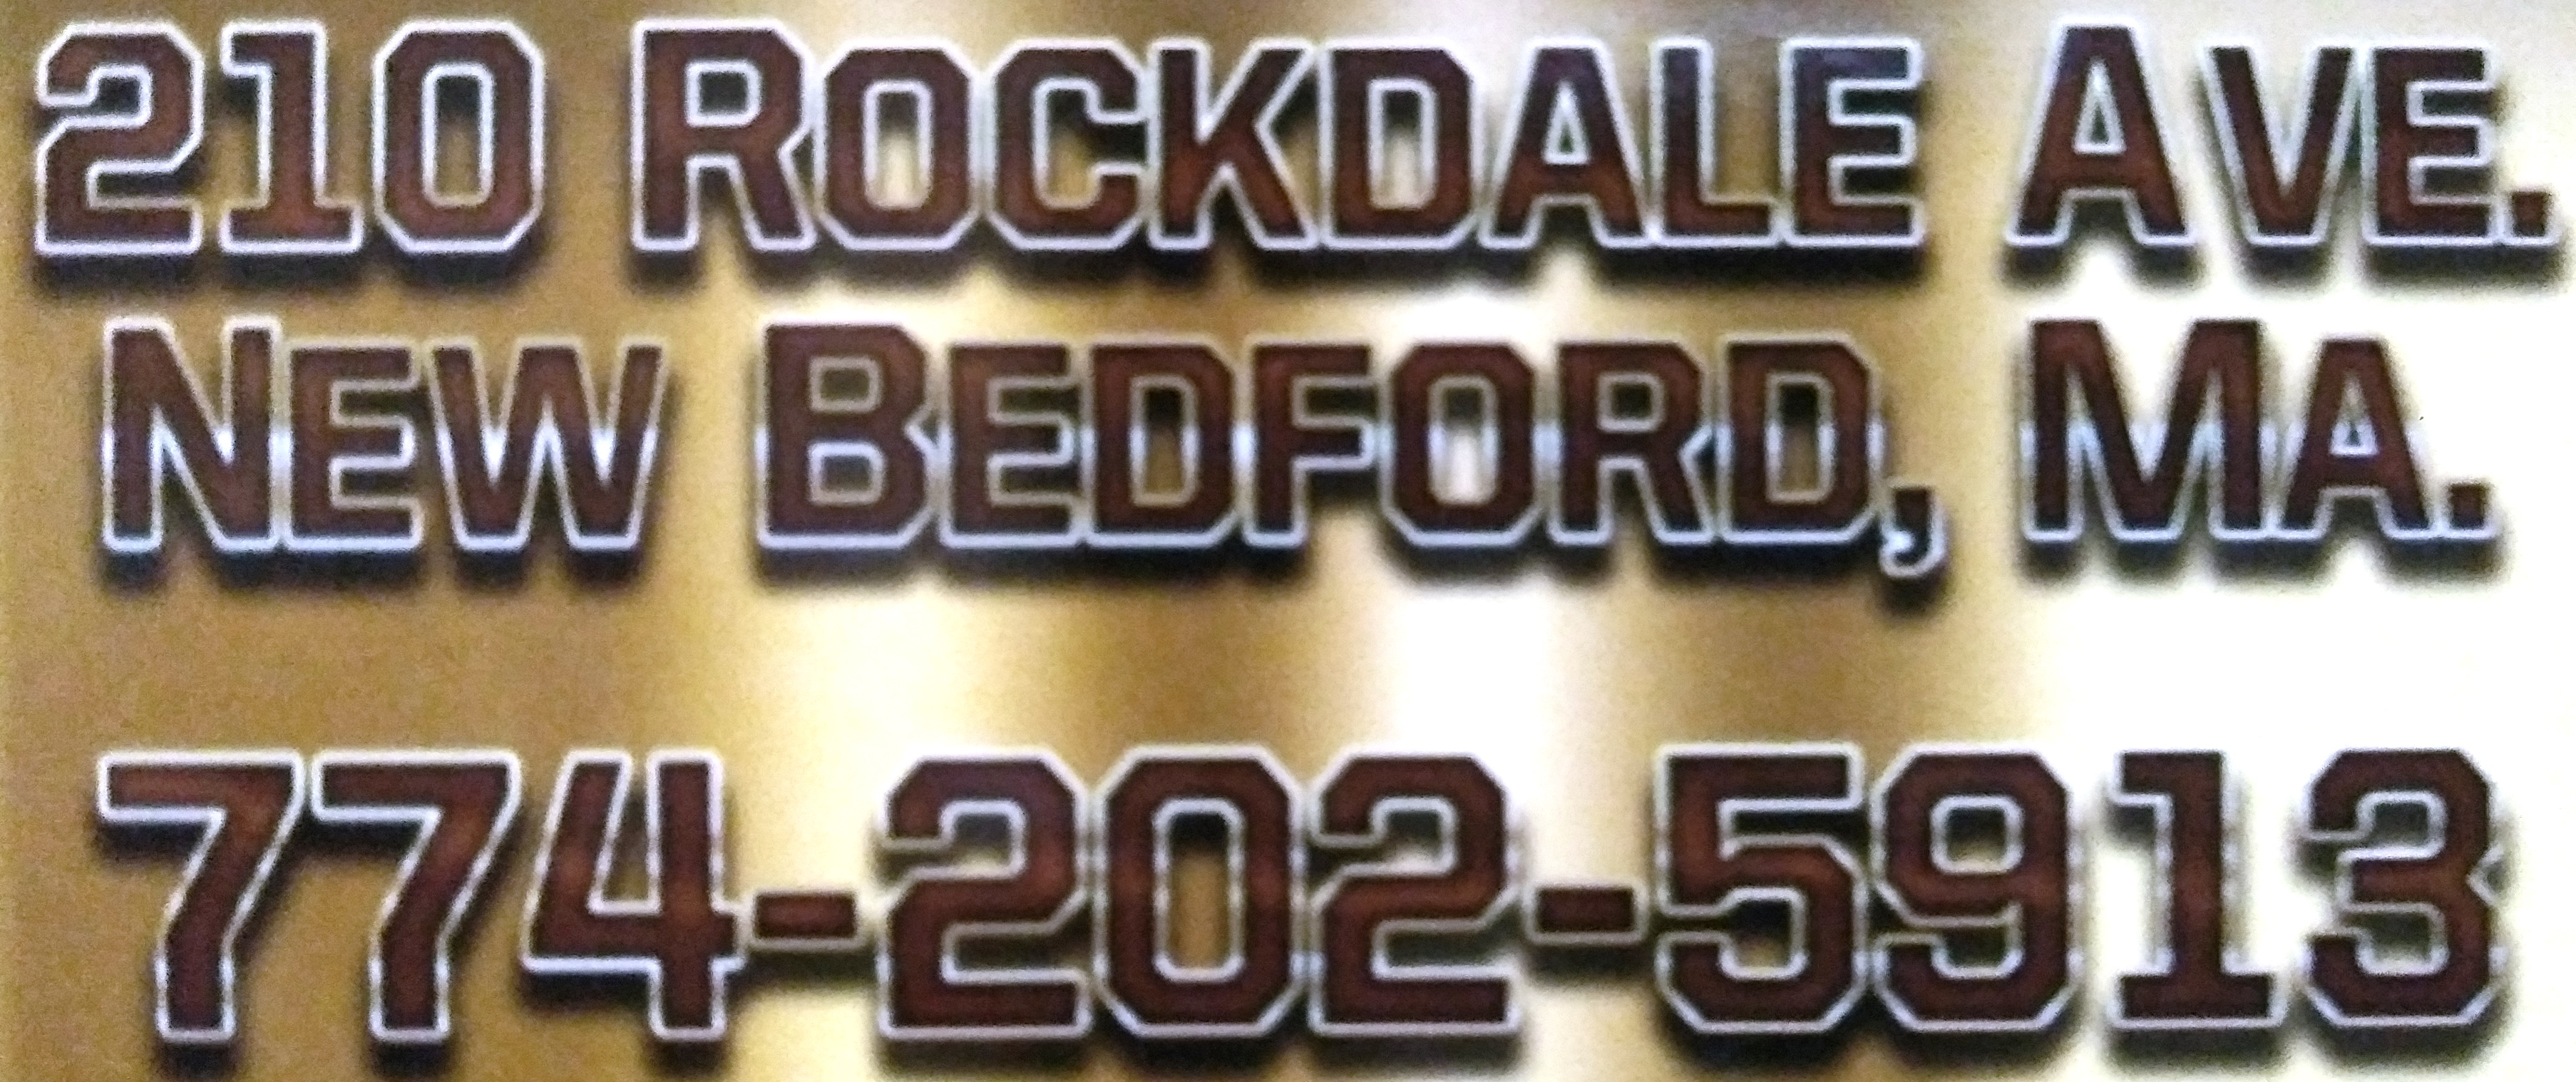 210 ROCKDALE AVE.
NEW BEDFORD, MA.
774-202-5913